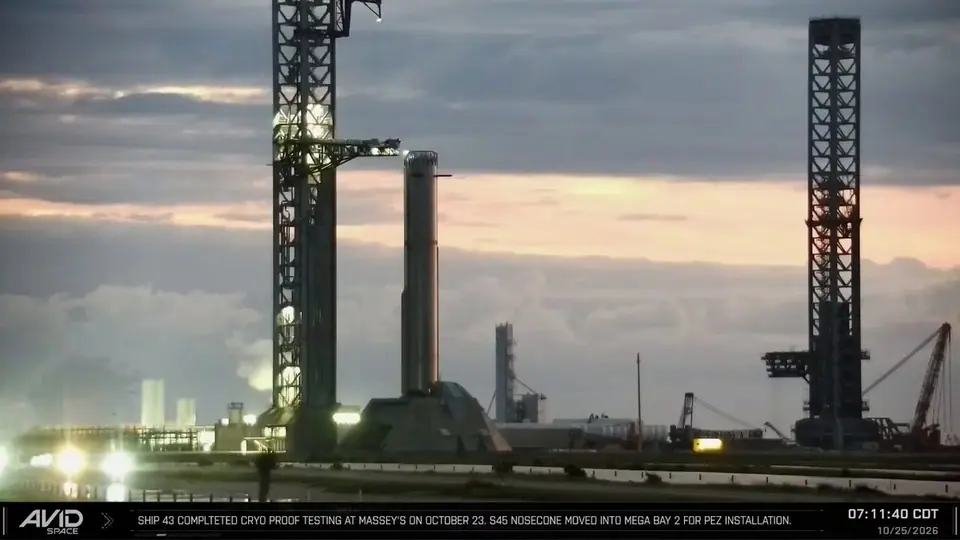 AVID
SPACE
SHIP 43 COMPLTETED CRYO PROOF TESTING AT MASSEY'S ON OCTOBER 23. S45 NOSECONE MOVED INTO MEGA BAY 2 FOR PEZ INSTALLATION.
07:11:40 CDT
10/25/2026